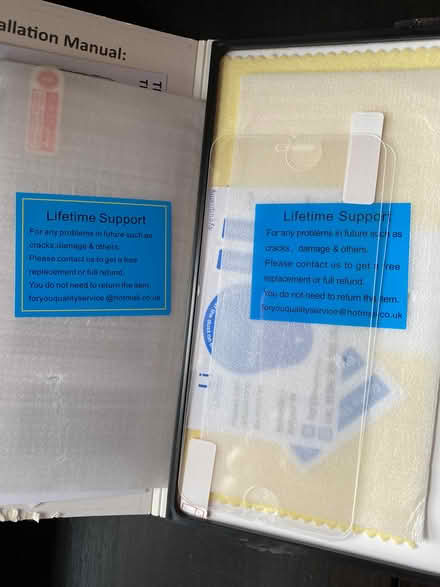 allation Manual:
Lifetime Support
For any problems in future such as
cracks,damage & others.
Please contact us to get a free
replacement or full refund.
You do not need to return the item.
foryouqualityservice @hotmail.co.uk
Lifetime Support
For any problems in future such as
cracks, damage & others.
Please contact us to get a free
replacement or full refund.
You do not need to return the item.
foryouqualityservice@hotmail.co.uk